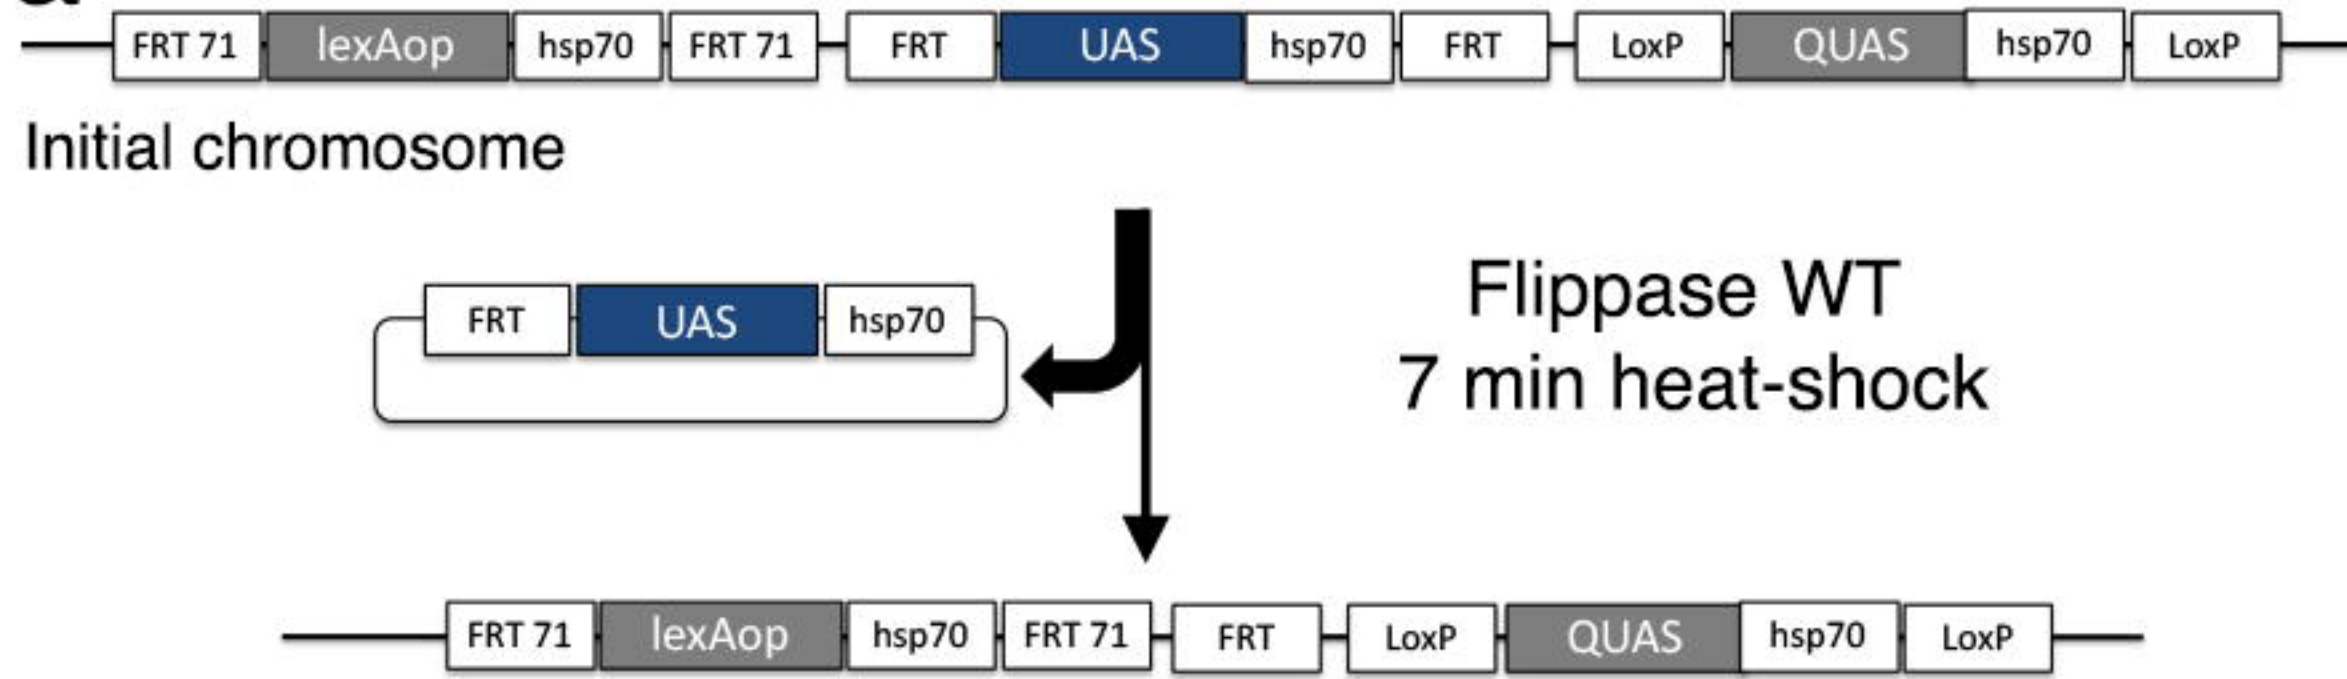 FRT 71 lexAop hsp70 FRT 71 FRT UAS hsp70 FRT LoxP QUAS hsp70 LoxP
Initial chromosome
FRT UAS hsp70
Flippase WT
7 min heat-shock
FRT 71 lexAop hsp70 FRT 71 FRT LoxP QUAS hsp70 LoxP